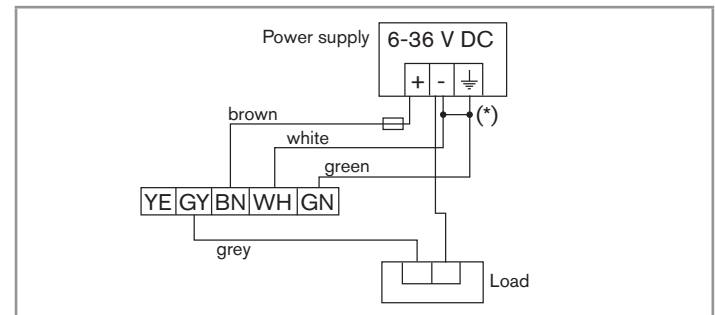 Power supply 6-36 V DC
+ -
(*)
brown
white
green
YE GY BN WH GN
grey
Load